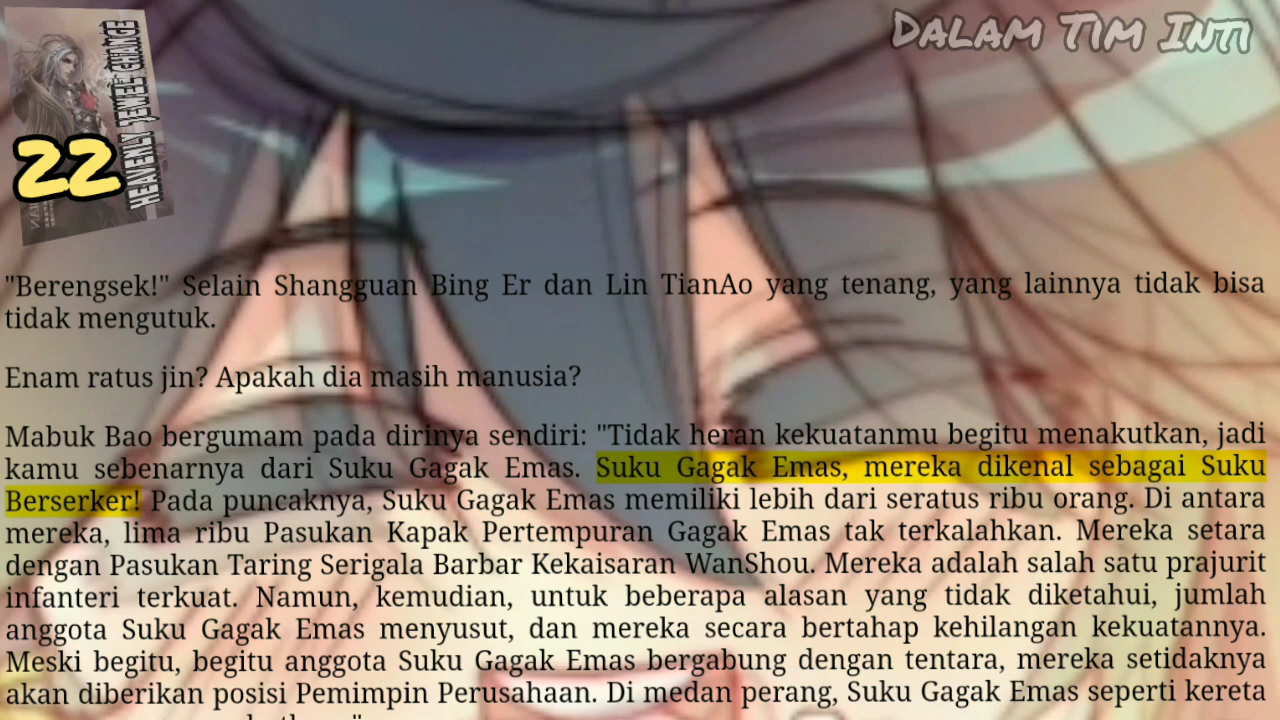 DALAM TIM INTI
HEAVENLY JEWEL CHANGE
22
"Berengsek!" Selain Shangguan Bing Er dan Lin TianAo yang tenang, yang lainnya tidak bisa
tidak mengutuk.
Enam ratus jin? Apakah dia masih manusia?
Mabuk Bao bergumam pada dirinya sendiri: "Tidak heran kekuatanmu begitu menakutkan, jadi
kamu sebenarnya dari Suku Gagak Emas. Suku Gagak Emas, mereka dikenal sebagai Suku
Berserker! Pada puncaknya, Suku Gagak Emas memiliki lebih dari seratus ribu orang. Di antara
mereka, lima ribu Pasukan Kapak Pertempuran Gagak Emas tak terkalahkan. Mereka setara
dengan Pasukan Taring Serigala Barbar Kekaisaran WanShou. Mereka adalah salah satu prajurit
infanteri terkuat. Namun, kemudian, untuk beberapa alasan yang tidak diketahui, jumlah
anggota Suku Gagak Emas menyusut, dan mereka secara bertahap kehilangan kekuatannya.
Meski begitu, begitu anggota Suku Gagak Emas bergabung dengan tentara, mereka setidaknya
akan diberikan posisi Pemimpin Perusahaan. Di medan perang, Suku Gagak Emas seperti kereta